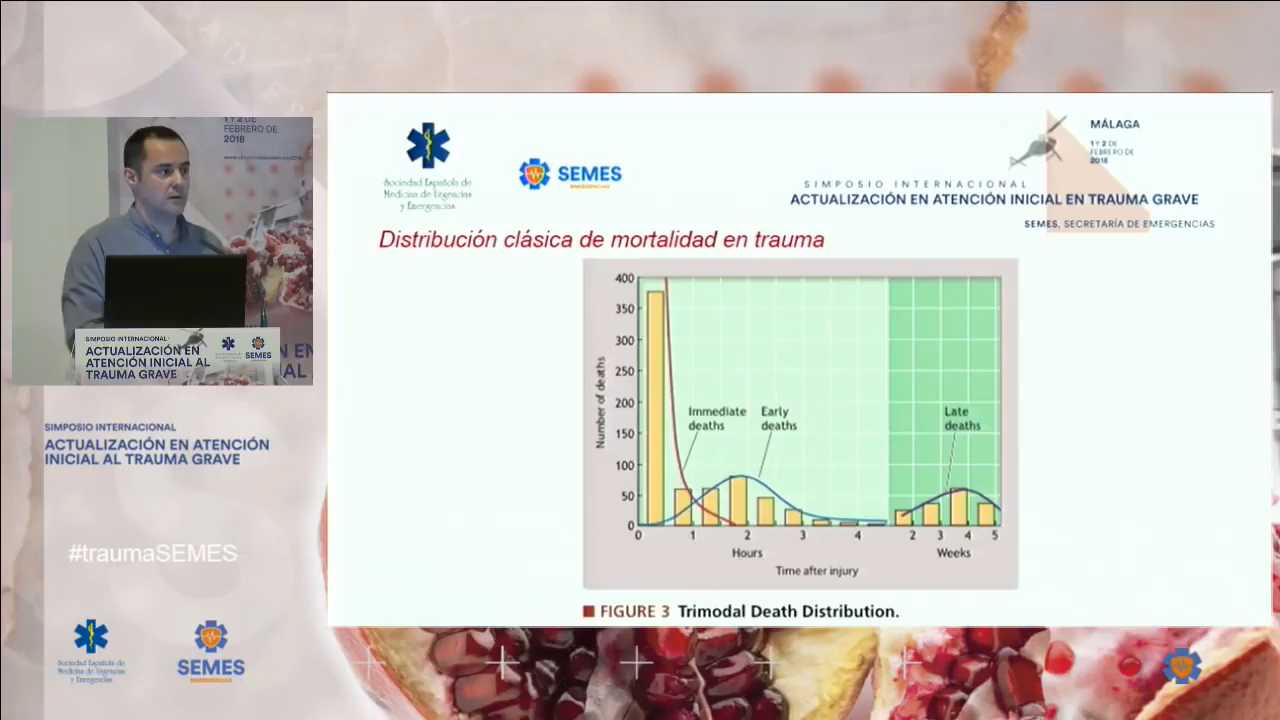 1 Y 2 DE
FEBRERO DE
2018
SIMPOSIO INTERNACIONAL
ACTUALIZACIÓN EN
ATENCIÓN INICIAL AL
TRAUMA GRAVE
SEMES
SIMPOSIO INTERNACIONAL
ACTUALIZACIÓN EN ATENCIÓN
INICIAL AL TRAUMA GRAVE
#traumaSEMES
Sociedad Española de
Medicina de Urgencias
y Emergencias
SEMES
EMERGENCIAS
Sociedad Española de
Medicina de Urgencias
y Emergencias
SEMES
EMERGENCIAS
MÁLAGA
1 Y 2 DE
FEBRERO DE
2018
SIMPOSIO INTERNACIONAL
ACTUALIZACIÓN EN ATENCIÓN INICIAL EN TRAUMA GRAVE
SEMES, SECRETARÍA DE EMERGENCIAS
Distribución clásica de mortalidad en trauma
400
350
300
250
200
150
100
50
0
Number of deaths
Immediate
deaths
Early
deaths
Late
deaths
0 1 2 3 4 2 3 4 5
Hours Weeks
Time after injury
FIGURE 3 Trimodal Death Distribution.